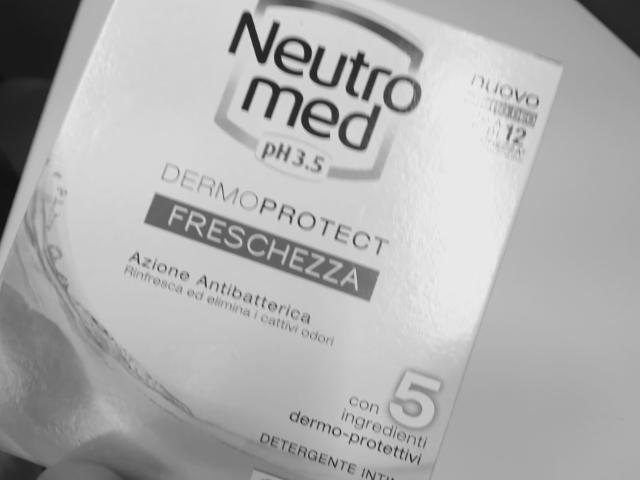 Neutro
med
pH 3.5
nuovo
12
DERMOPROTECT
FRESCHEZZA
Azione Antibatterica
Rinfresca ed elimina i cattivi odori
con 5
ingredienti
dermo-protettivi
DETERGENTE